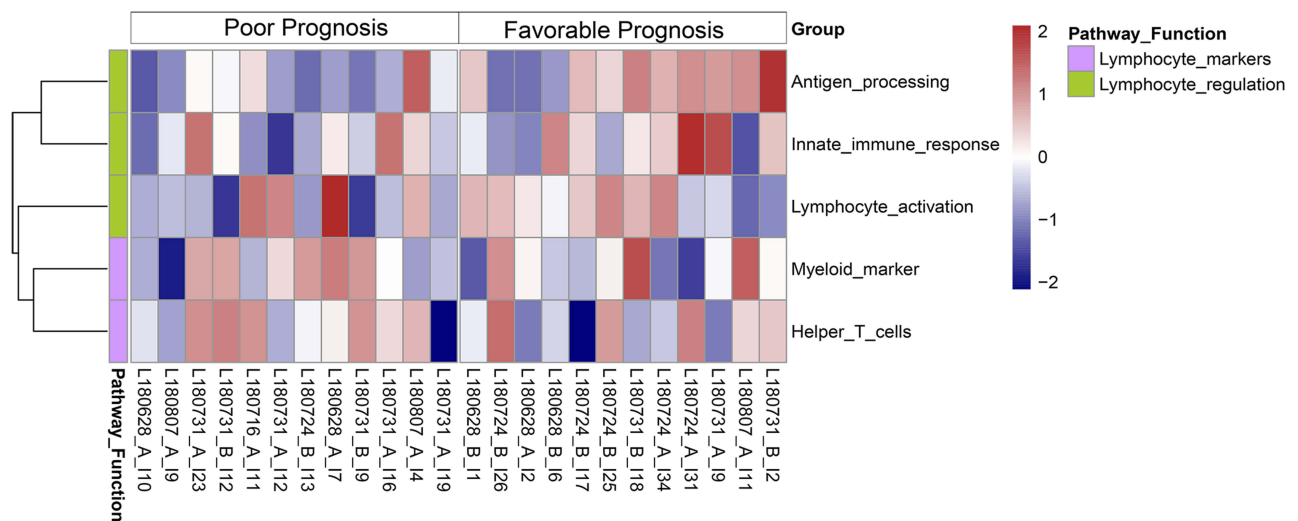 Poor Prognosis
Favorable Prognosis
Group
Antigen_processing
Innate_immune_response
Lymphocyte_activation
Myeloid_marker
Helper_T_cells
2
1
0
−1
−2
Pathway_Function
Lymphocyte_markers
Lymphocyte_regulation
Pathway_Function
L180628_A_I10
L180807_A_I9
L180731_A_I23
L180731_B_I12
L180716_A_I11
L180731_A_I12
L180724_B_I13
L180628_A_I7
L180731_B_I9
L180731_A_I16
L180807_A_I4
L180731_A_I19
L180628_B_I1
L180724_B_I26
L180628_A_I2
L180628_B_I6
L180724_B_I17
L180724_B_I25
L180731_B_I18
L180724_A_I34
L180724_A_I31
L180731_A_I9
L180807_A_I11
L180731_B_I2